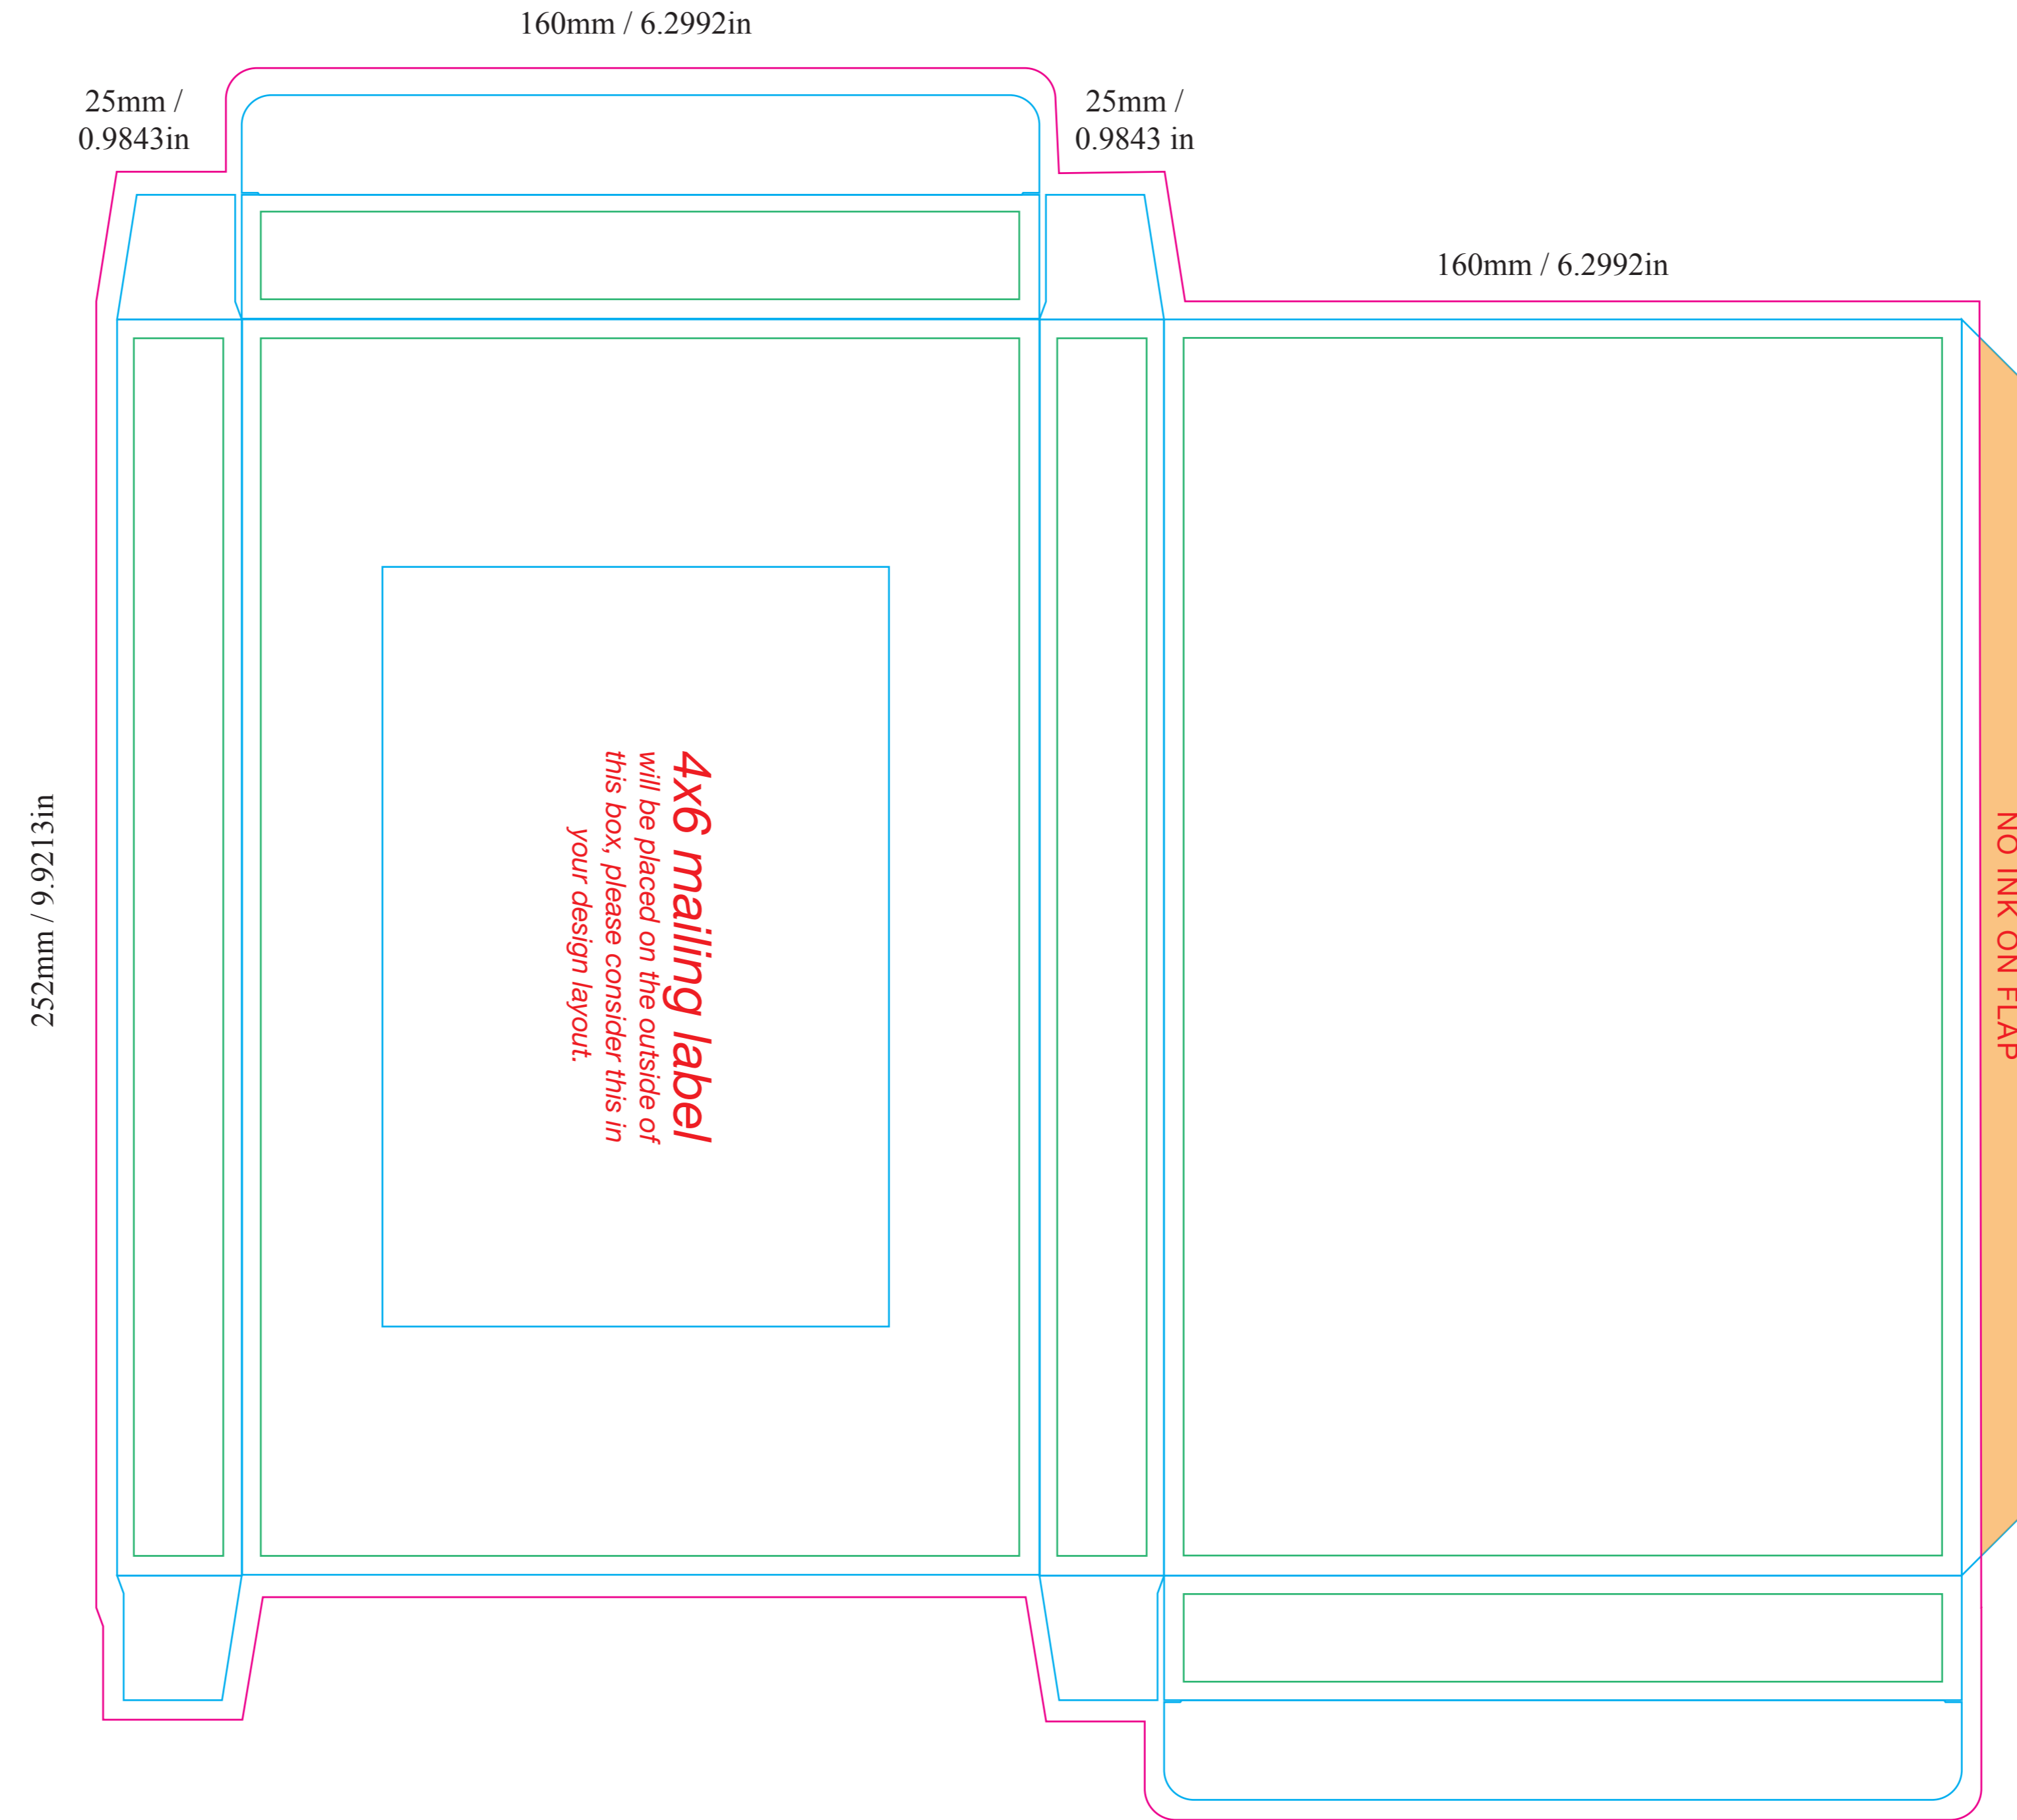 160mm / 6.2992in
25mm /
0.9843in
25mm /
0.9843 in
160mm / 6.2992in
252mm / 9.9213in
4x6 mailing label
will be placed on the outside of
this box, please consider this in
your design layout.
NO INK ON FLAP